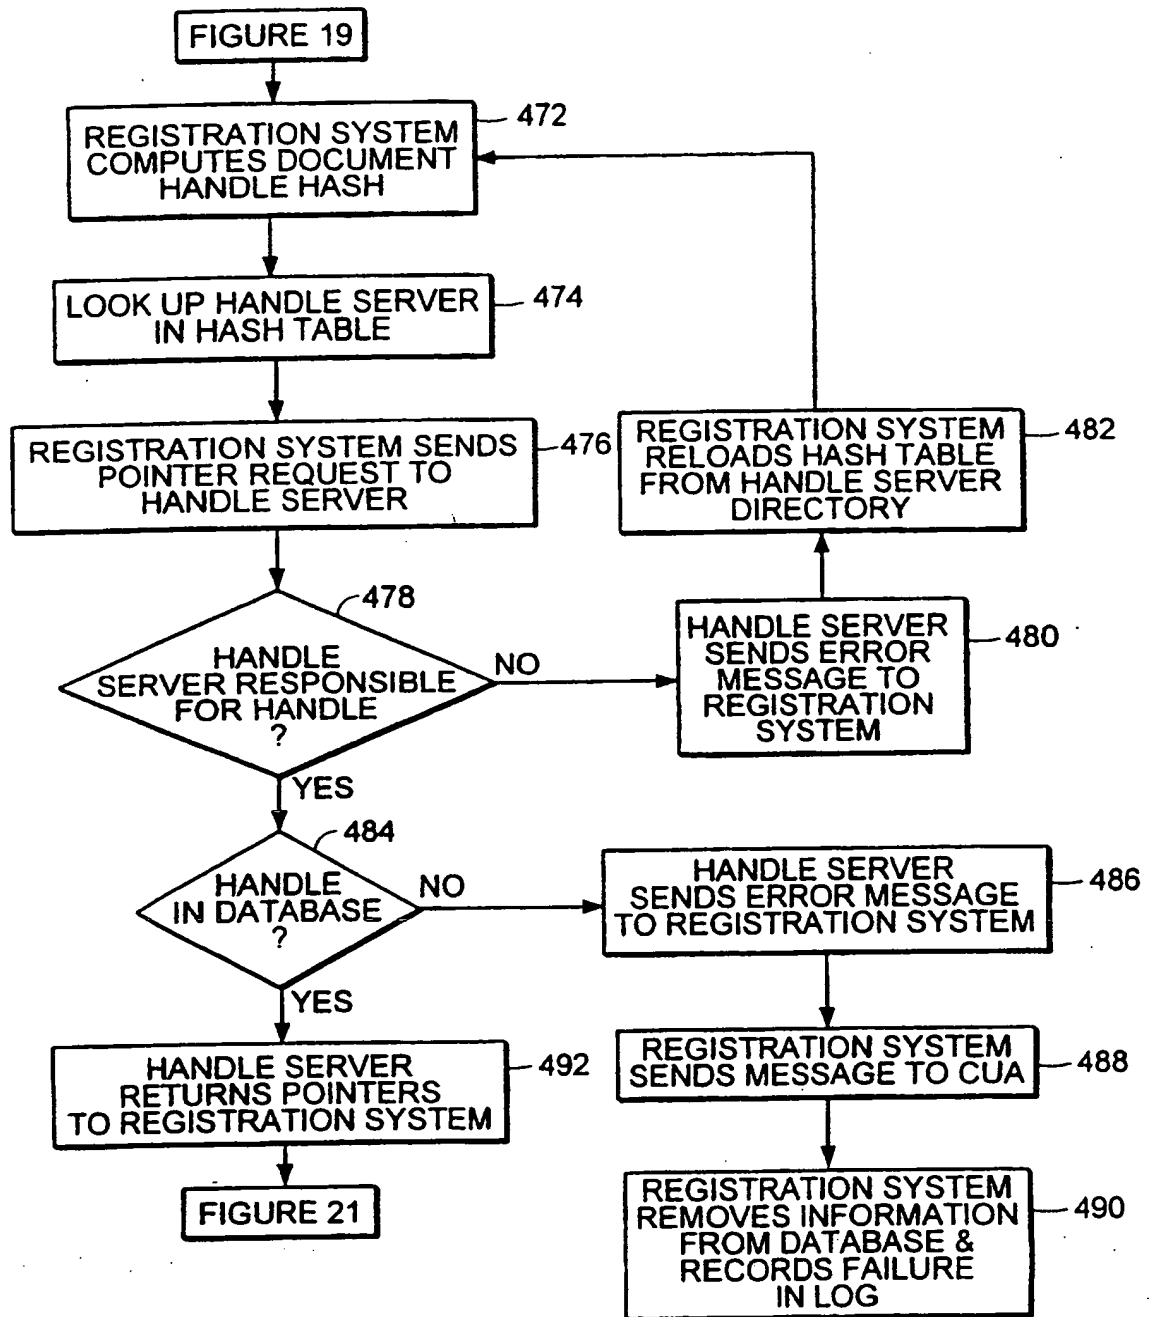 FIGURE 19
REGISTRATION SYSTEM
COMPUTES DOCUMENT
HANDLE HASH
472
LOOK UP HANDLE SERVER
IN HASH TABLE
474
REGISTRATION SYSTEM SENDS
POINTER REQUEST TO
HANDLE SERVER
476
REGISTRATION SYSTEM
RELOADS HASH TABLE
FROM HANDLE SERVER
DIRECTORY
482
478
HANDLE
SERVER RESPONSIBLE
FOR HANDLE
?
NO
YES
HANDLE SERVER
SENDS ERROR
MESSAGE TO
REGISTRATION
SYSTEM
480
484
HANDLE
IN DATABASE
?
NO
YES
HANDLE SERVER
SENDS ERROR MESSAGE
TO REGISTRATION SYSTEM
486
HANDLE SERVER
RETURNS POINTERS
TO REGISTRATION SYSTEM
492
REGISTRATION SYSTEM
SENDS MESSAGE TO CUA
488
FIGURE 21
REGISTRATION SYSTEM
REMOVES INFORMATION
FROM DATABASE &
RECORDS FAILURE
IN LOG
490